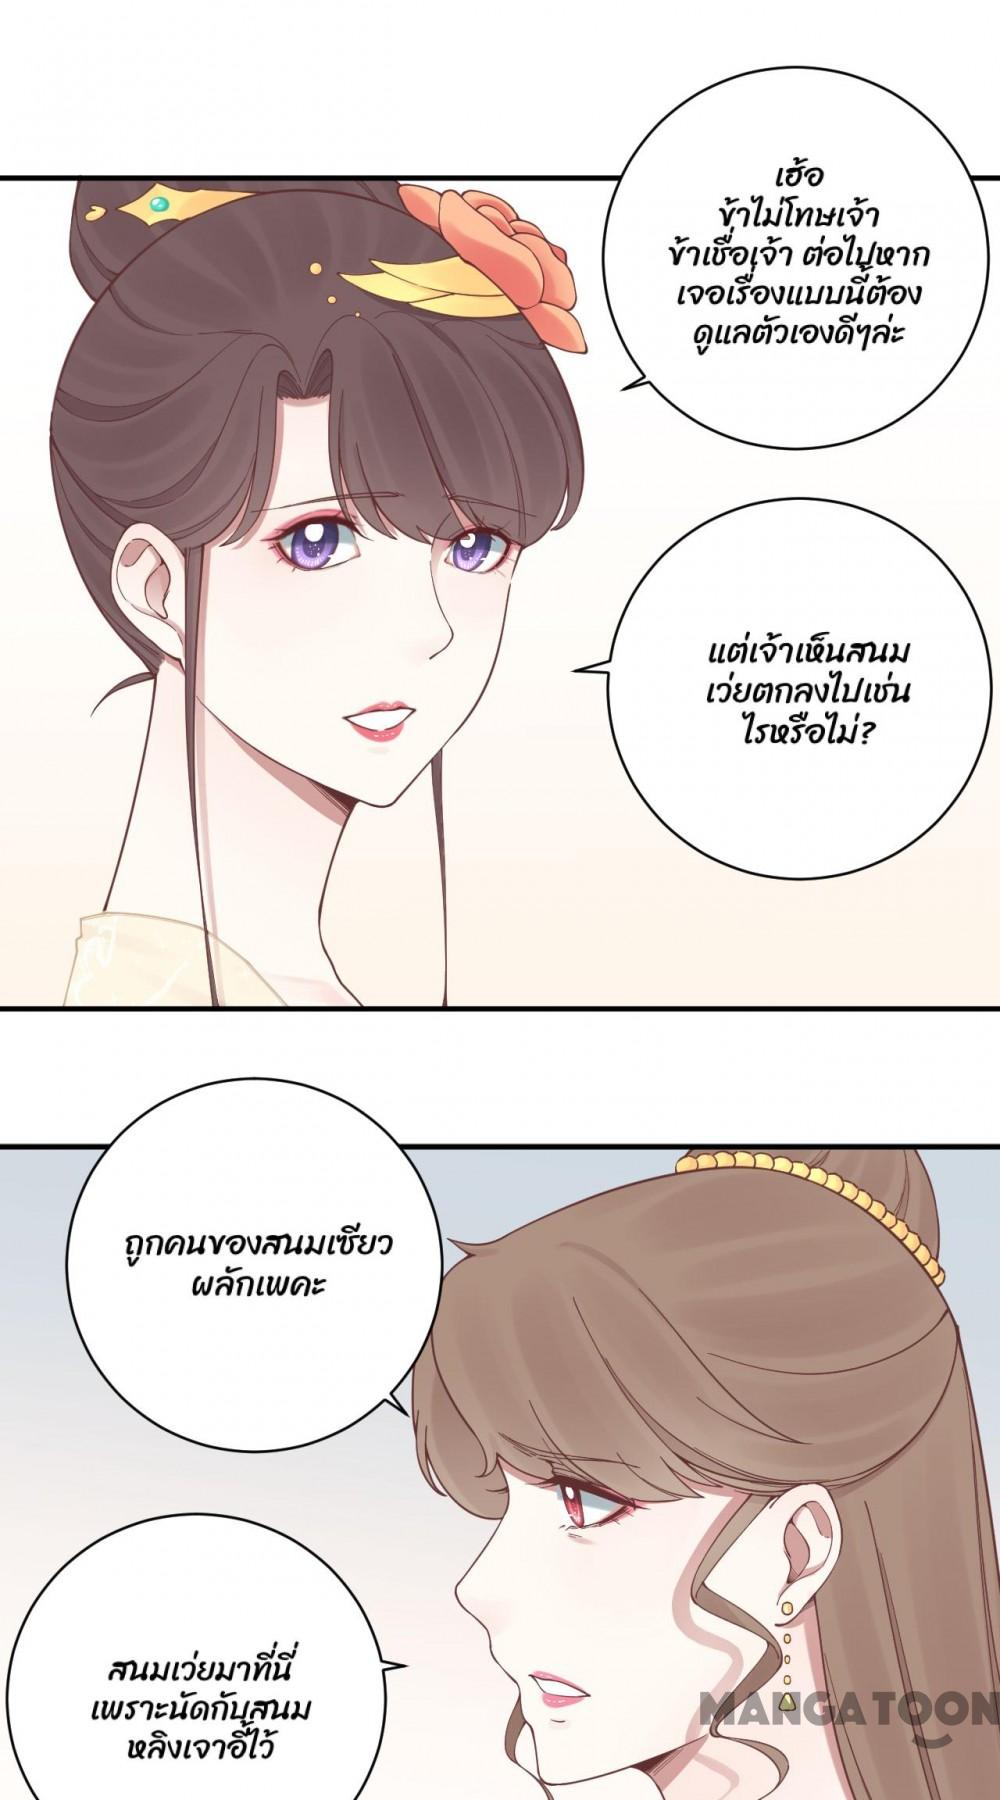 เฮ้อ
ข้าไม่โทษเจ้า
ข้าเชื่อเจ้า ต่อไปหาก
เจอเรื่องแบบนี้ต้อง
ดูแลตัวเองดีๆล่ะ
แต่เจ้าเห็นสนม
เว่ยตกลงไปเช่น
ไรหรือไม่?
ถูกคนของสนมเซียว
ผลักเพคะ
สนมเว่ยมาที่นี่
เพราะนัดกับสนม
หลิงเจาอี้ไว้
MANGATOON